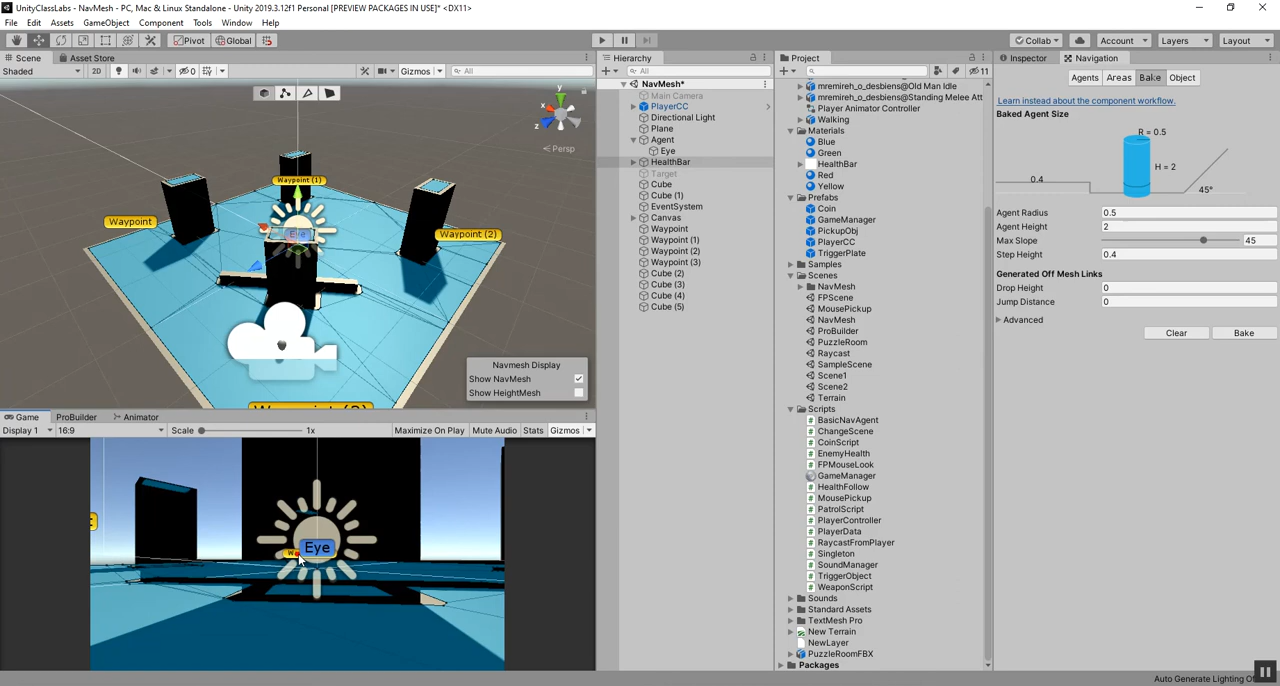 UnityClassLabs - NavMesh - PC, Mac & Linux Standalone - Unity 2019.3.12f1 Personal [PREVIEW PACKAGES IN USE]* <DX11>
File Edit Assets GameObject Component Tools Window Help
Pivot Global Collab Account Layers Layout
Scene Asset Store
Shaded 2D 0 Gizmos All
y x z
Persp
Waypoint (1)
Waypoint
Eye
Waypoint (2)
Navmesh Display
Show NavMesh
Show HeightMesh
Game ProBuilder Animator
Display 1 16:9 Scale 1x Maximize On Play Mute Audio Stats Gizmos
Eye
Hierarchy
All
NavMesh*
Main Camera
PlayerCC
Directional Light
Plane
Agent
Eye
HealthBar
Target
Cube
Cube (1)
EventSystem
Canvas
Waypoint
Waypoint (1)
Waypoint (2)
Waypoint (3)
Cube (2)
Cube (3)
Cube (4)
Cube (5)
Project
11
mremireh_o_desbiens@Old Man Idle
mremireh_o_desbiens@Standing Melee Att
Player Animator Controller
Walking
Materials
Blue
Green
HealthBar
Red
Yellow
Prefabs
Coin
GameManager
PickupObj
PlayerCC
TriggerPlate
Samples
Scenes
NavMesh
FPScene
MousePickup
NavMesh
ProBuilder
PuzzleRoom
Raycast
SampleScene
Scene1
Scene2
Terrain
Scripts
BasicNavAgent
ChangeScene
CoinScript
EnemyHealth
FPMouseLook
GameManager
HealthFollow
MousePickup
PatrolScript
PlayerController
PlayerData
RaycastFromPlayer
Singleton
SoundManager
TriggerObject
WeaponScript
Sounds
Standard Assets
TextMesh Pro
New Terrain
NewLayer
PuzzleRoomFBX
Packages
Inspector Navigation
Agents Areas Bake Object
Learn instead about the component workflow.
Baked Agent Size
R = 0.5
H = 2
0.4
45°
Agent Radius 0.5
Agent Height 2
Max Slope 45
Step Height 0.4
Generated Off Mesh Links
Drop Height 0
Jump Distance 0
Advanced
Clear Bake
Auto Generate Lighting